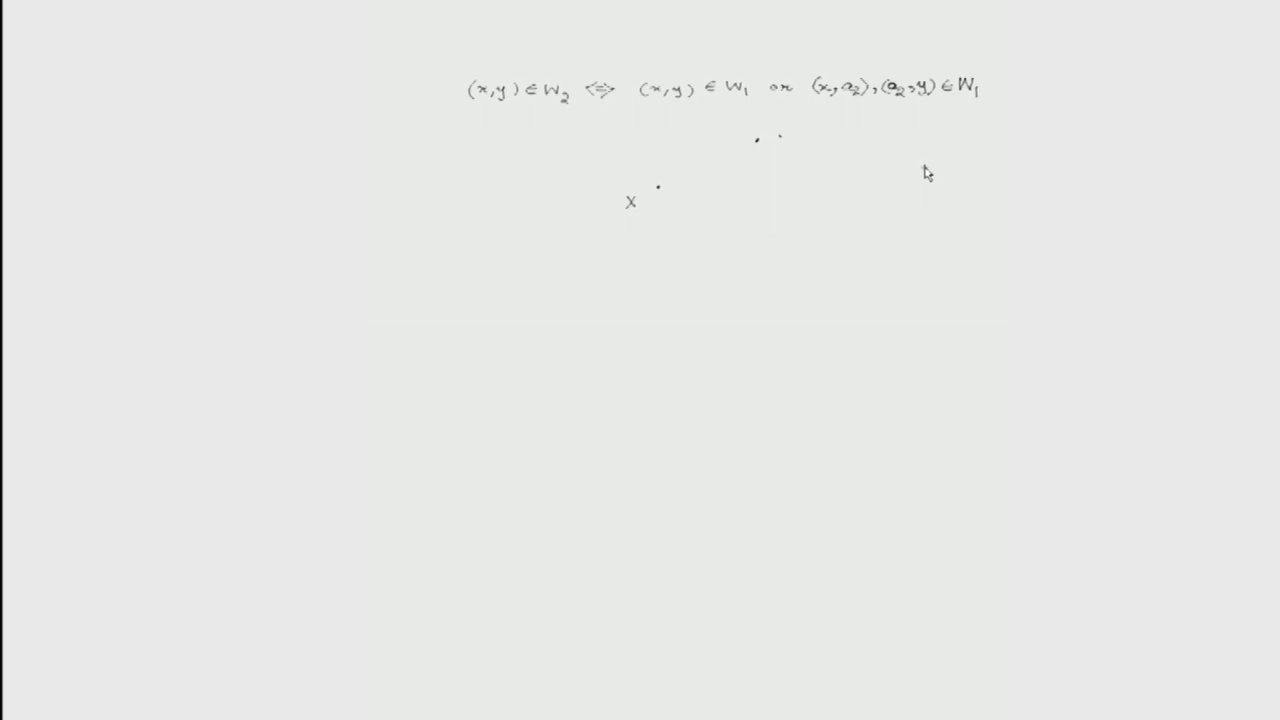 (x,y) ∈ W₂ ⟺ (x,y) ∈ W₁ or (x,a₂),(a₂,y) ∈ W₁
x